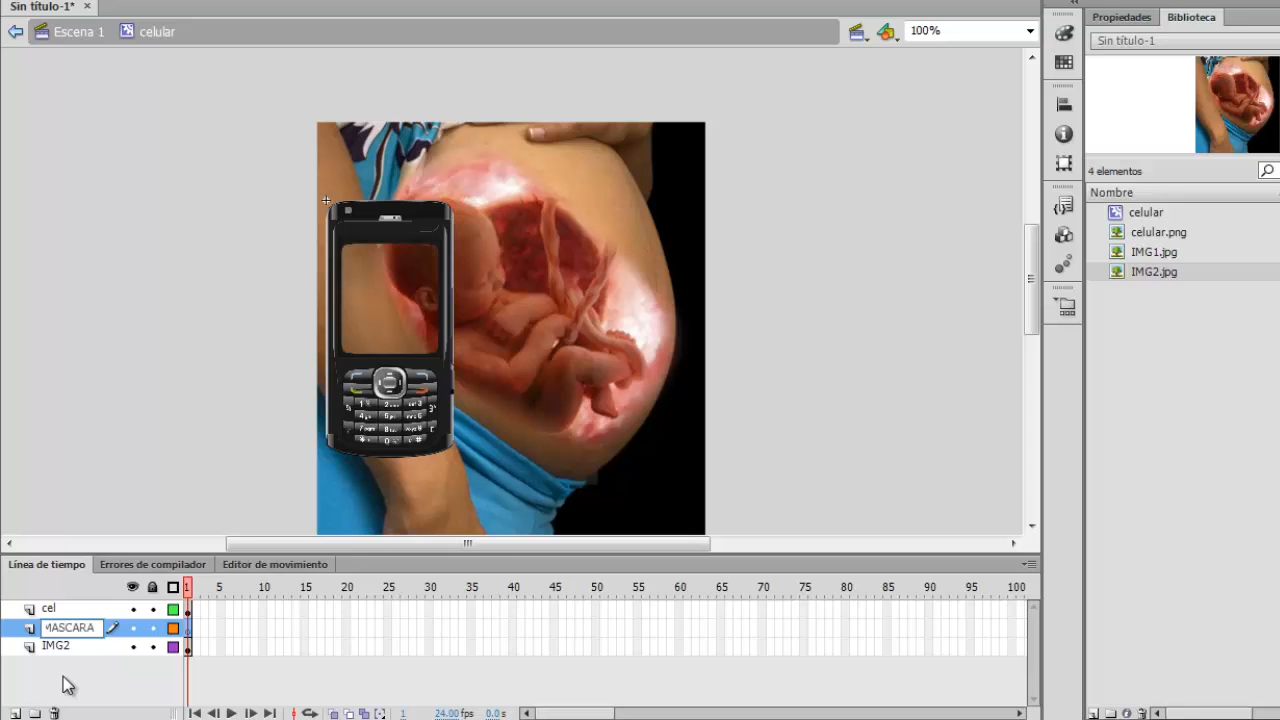 Sin título-1*
Propiedades
Biblioteca
Escena 1
celular
100%
Sin título-1
4 elementos
Nombre
celular
celular.png
IMG1.jpg
IMG2.jpg
Línea de tiempo
Errores de compilador
Editor de movimiento
1 5 10 15 20 25 30 35 40 45 50 55 60 65 70 75 80 85 90 95 100
cel
MASCARA
IMG2
1
24.00 fps
0.0 s